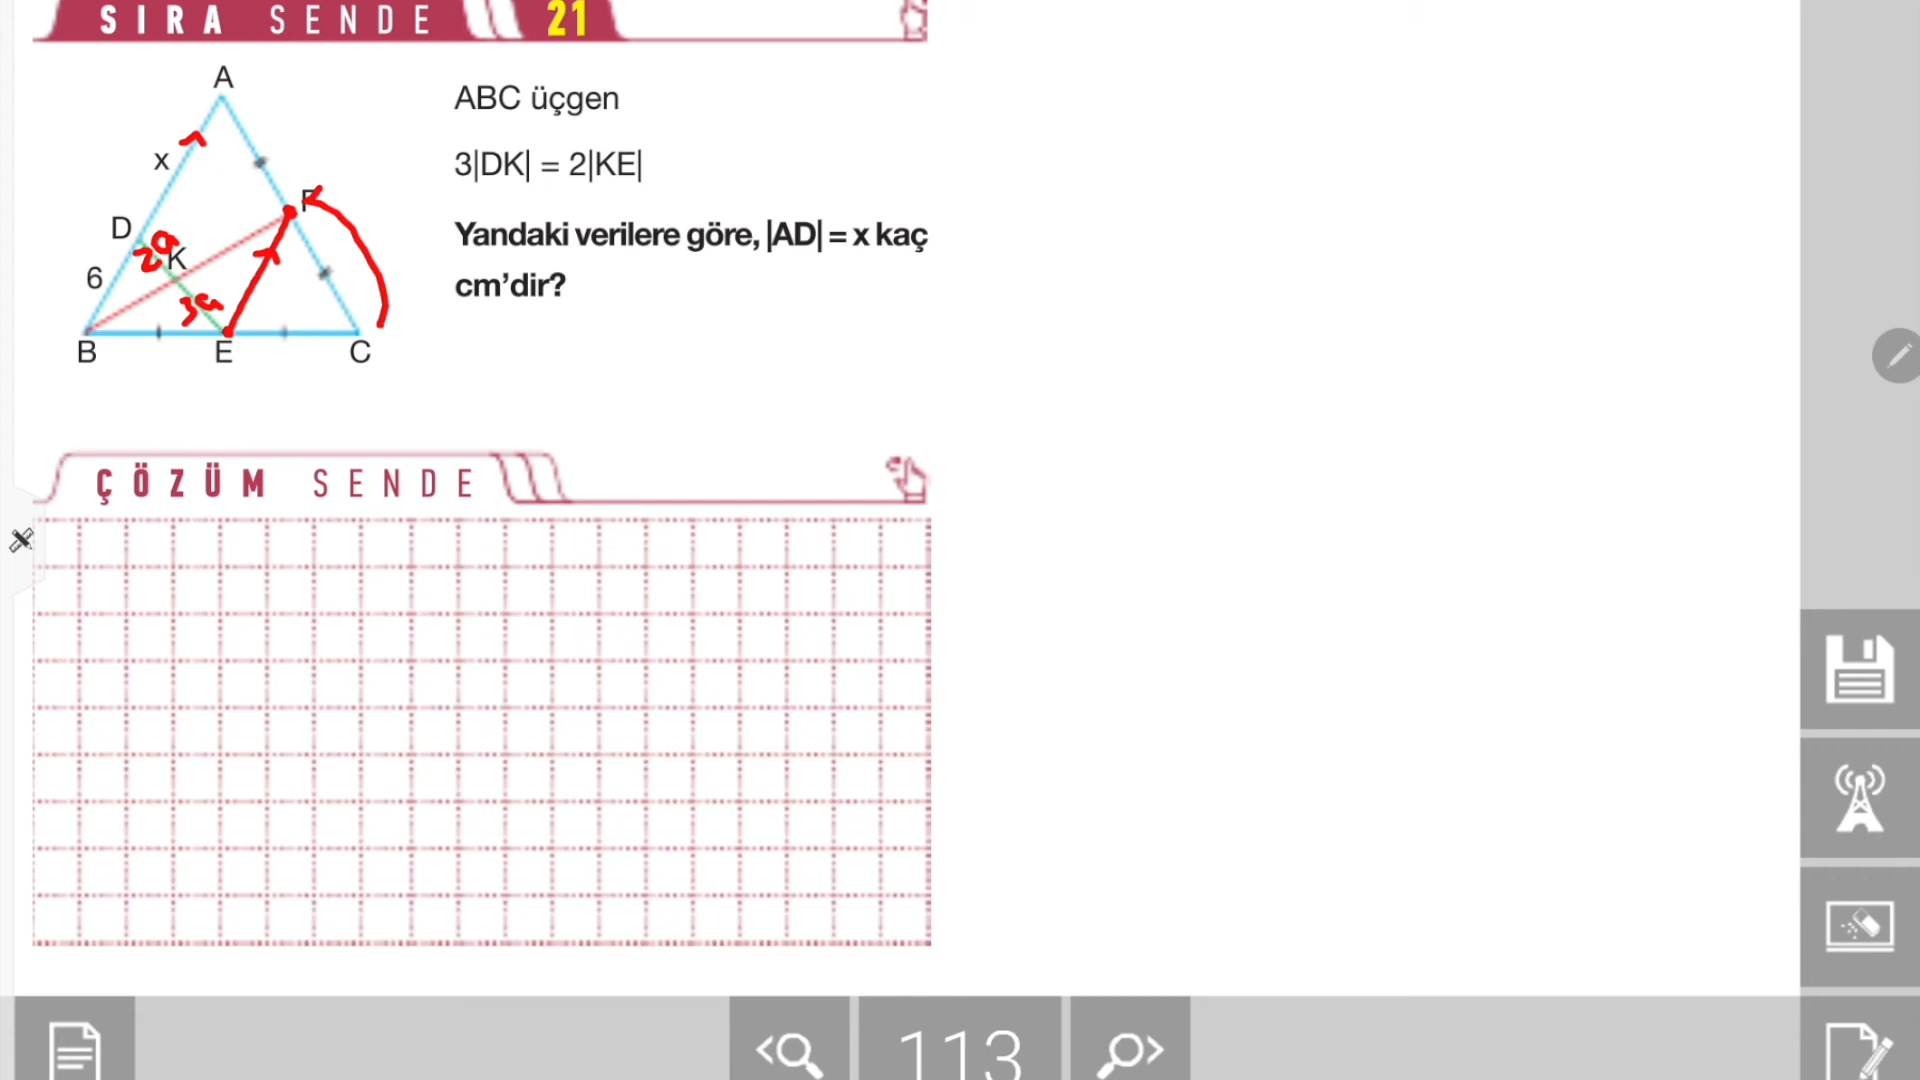 SIRA SENDE 21
A
ABC üçgen
x
3|DK| = 2|KE|
F
D
2a
K
Yandaki verilere göre, |AD| = x kaç
6
cm'dir?
3a
B E C
ÇÖZÜM SENDE
113